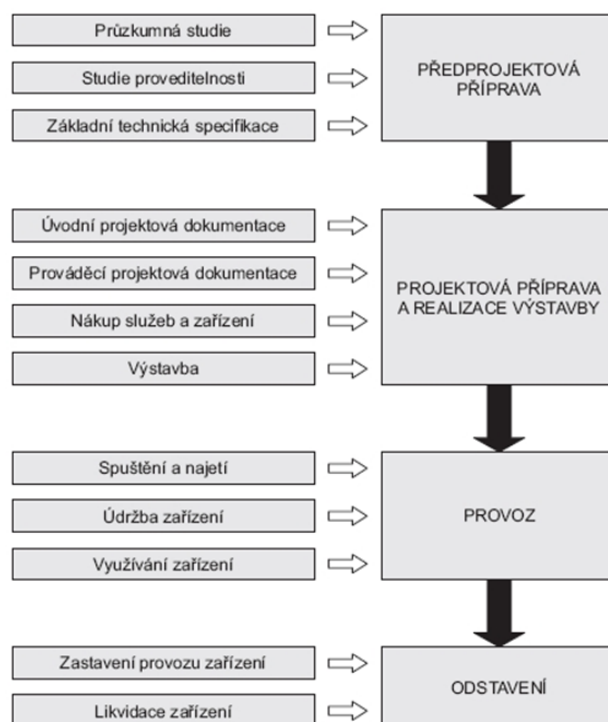 Průzkumná studie
Studie proveditelnosti
Základní technická specifikace
PŘEDPROJEKTOVÁ
PŘÍPRAVA
Úvodní projektová dokumentace
Prováděcí projektová dokumentace
Nákup služeb a zařízení
Výstavba
PROJEKTOVÁ PŘÍPRAVA
A REALIZACE VÝSTAVBY
Spuštění a najetí
Údržba zařízení
Využívání zařízení
PROVOZ
Zastavení provozu zařízení
Likvidace zařízení
ODSTAVENÍ